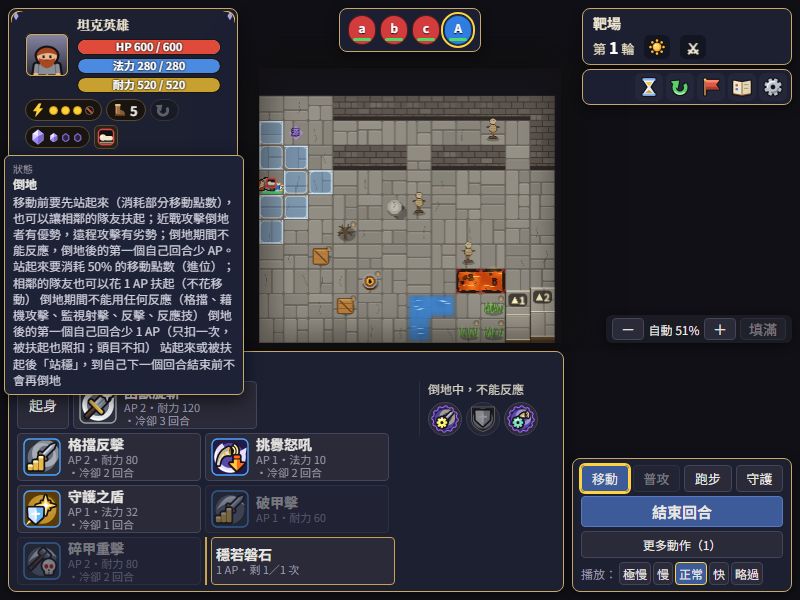 坦克英雄
HP 600 / 600
法力 280 / 280
耐力 520 / 520
5
a b c A
靶場
第 1 輪
狀態
倒地
移動前要先站起來（消耗部分移動點數），
也可以讓相鄰的隊友扶起；近戰攻擊倒地
者有優勢，遠程攻擊有劣勢；倒地期間不
能反應，倒地後的第一個自己回合少 AP。
站起來要消耗 50% 的移動點數（進位）；
相鄰的隊友也可以花 1 AP 扶起（不花移
動） 倒地期間不能用任何反應（格擋、藉
機攻擊、監視射擊、反擊、反應技） 倒地
後的第一個自己回合少 1 AP（只扣一次，
被扶起也照扣；頭目不扣） 站起來或被扶
起後「站穩」，到自己下一個回合結束前不
會再倒地
▲1
▲2
− 自動 51% + 填滿
起身
AP 2・耐力 120
・冷卻 3 回合
格擋反擊
AP 2・耐力 80
・冷卻 2 回合
挑釁怒吼
AP 1・法力 10
・冷卻 2 回合
守護之盾
AP 1・法力 32
・冷卻 1 回合
破甲擊
AP 1・耐力 60
碎甲重擊
AP 2・耐力 80
・冷卻 2 回合
穩若磐石
1 AP・剩 1／1 次
倒地中，不能反應
移動 普攻 跑步 守護
結束回合
更多動作（1）
播放： 極慢 慢 正常 快 略過